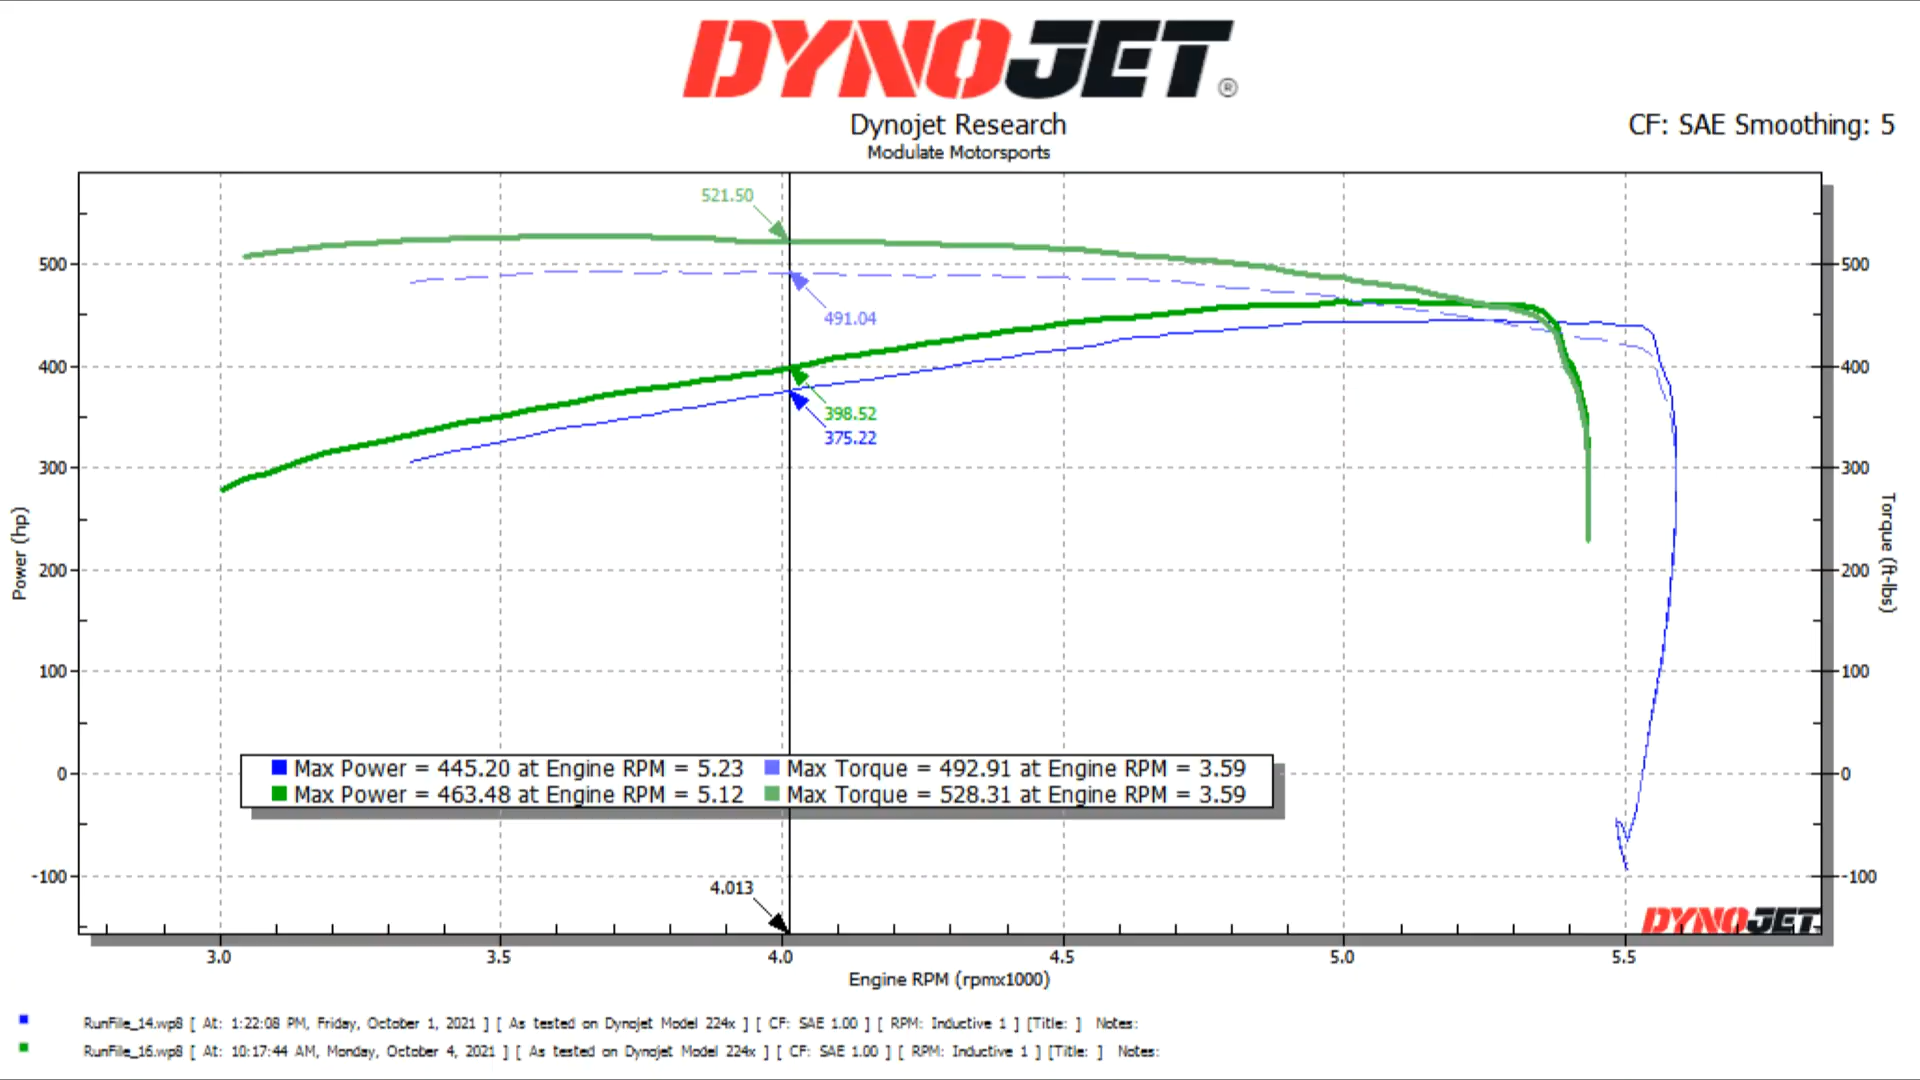 DYNOJET®
Dynojet Research
CF: SAE Smoothing: 5
Modulate Motorsports
521.50
491.04
398.52
375.22
500
400
300
200
100
0
-100
Power (hp)
500
400
300
200
100
0
-100
Torque (ft-lbs)
Max Power = 445.20 at Engine RPM = 5.23 Max Torque = 492.91 at Engine RPM = 3.59
Max Power = 463.48 at Engine RPM = 5.12 Max Torque = 528.31 at Engine RPM = 3.59
4.013
DYNOJET
3.0 3.5 4.0 4.5 5.0 5.5
Engine RPM (rpmx1000)
RunFile_14.wp8 [ At: 1:22:08 PM, Friday, October 1, 2021 ] [ As tested on Dynojet Model 224x ] [ CF: SAE 1.00 ] [ RPM: Inductive 1 ] [Title: ] Notes:
RunFile_16.wp8 [ At: 10:17:44 AM, Monday, October 4, 2021 ] [ As tested on Dynojet Model 224x ] [ CF: SAE 1.00 ] [ RPM: Inductive 1 ] [Title: ] Notes: